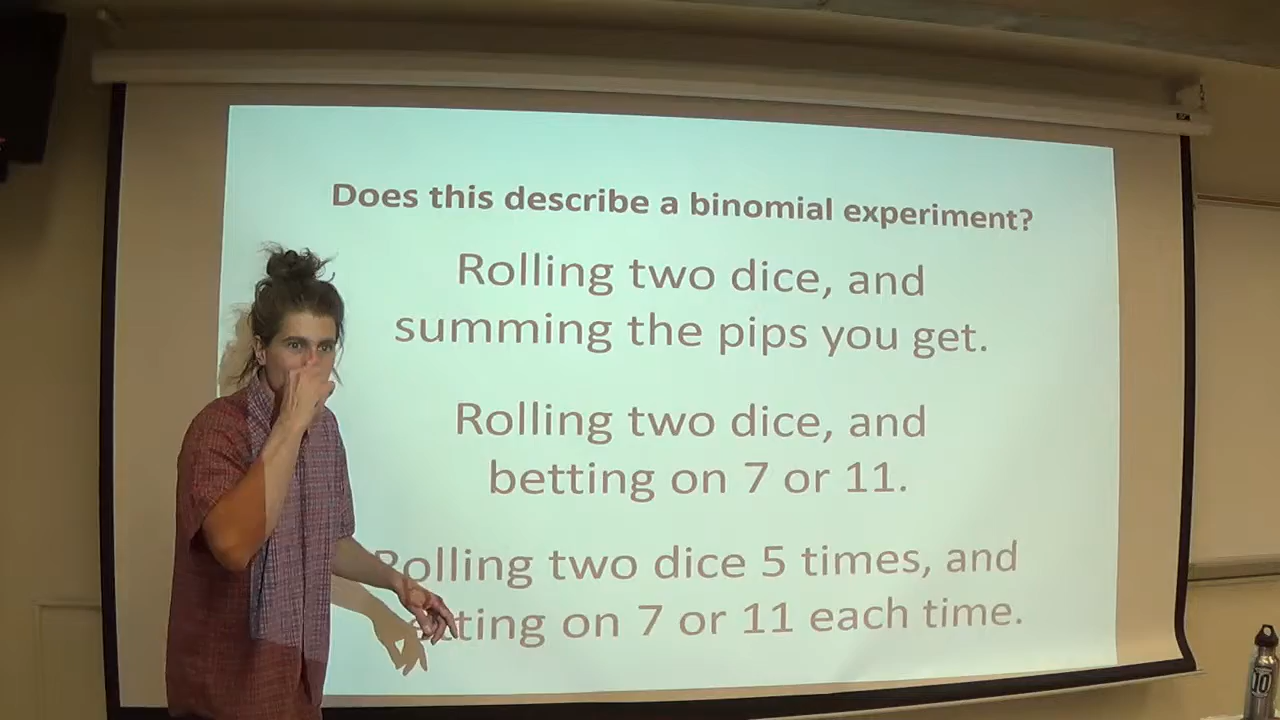 Does this describe a binomial experiment?
Rolling two dice, and
summing the pips you get.
Rolling two dice, and
betting on 7 or 11.
Rolling two dice 5 times, and
on 7 or 11 each time.
10